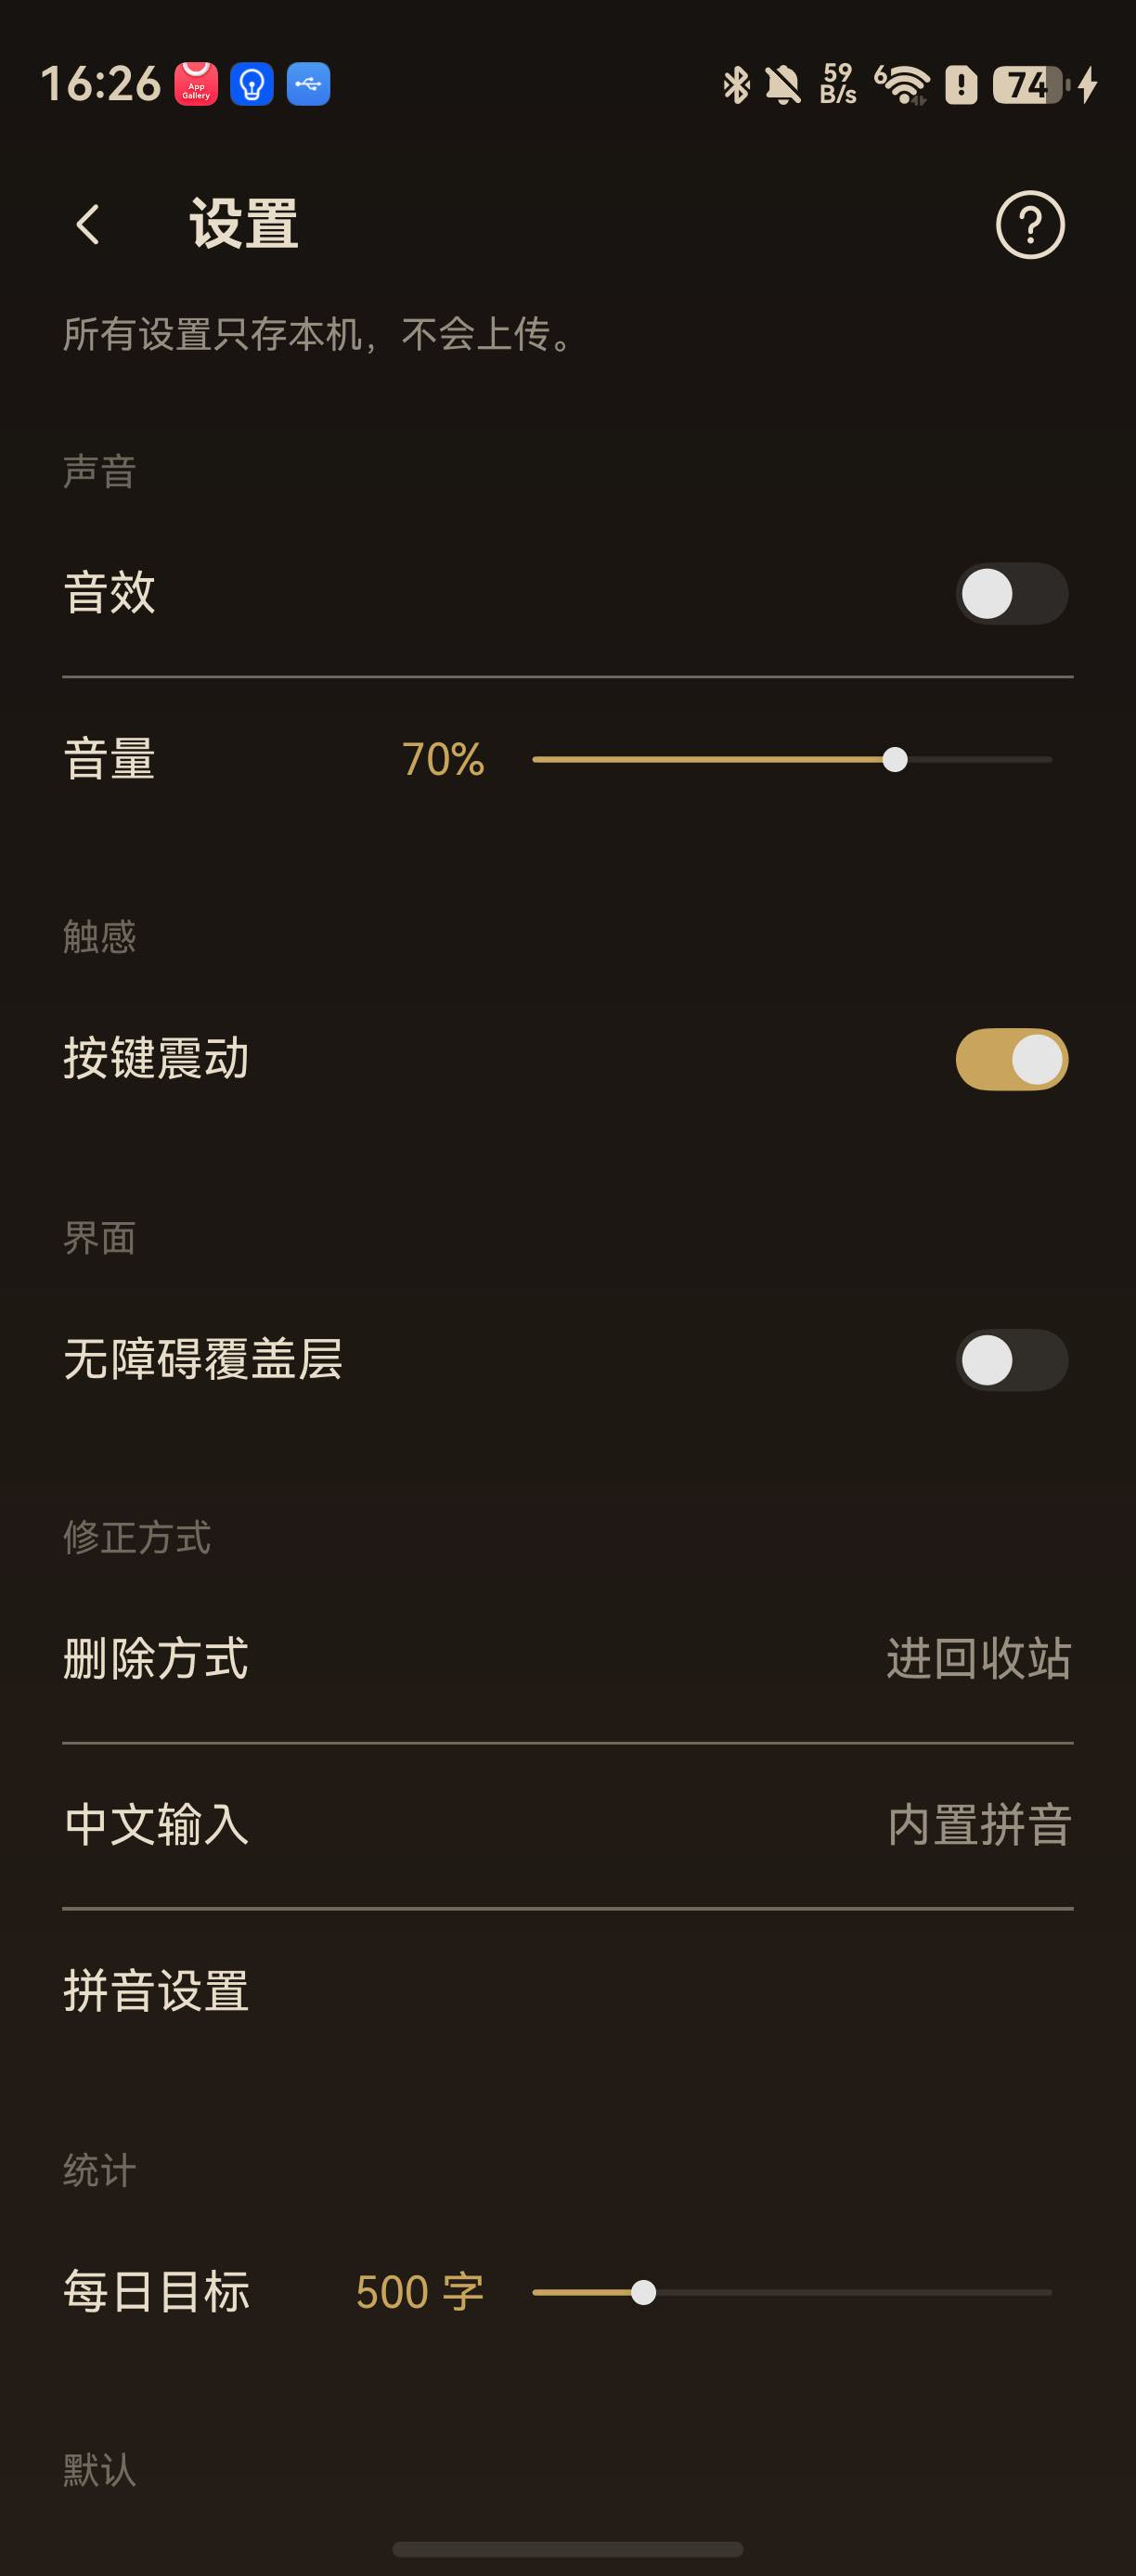 16:26
App
Gallery
59
B/s
6
74
设置
所有设置只存本机，不会上传。
声音
音效
音量 70%
触感
按键震动
界面
无障碍覆盖层
修正方式
删除方式 进回收站
中文输入 内置拼音
拼音设置
统计
每日目标 500 字
默认